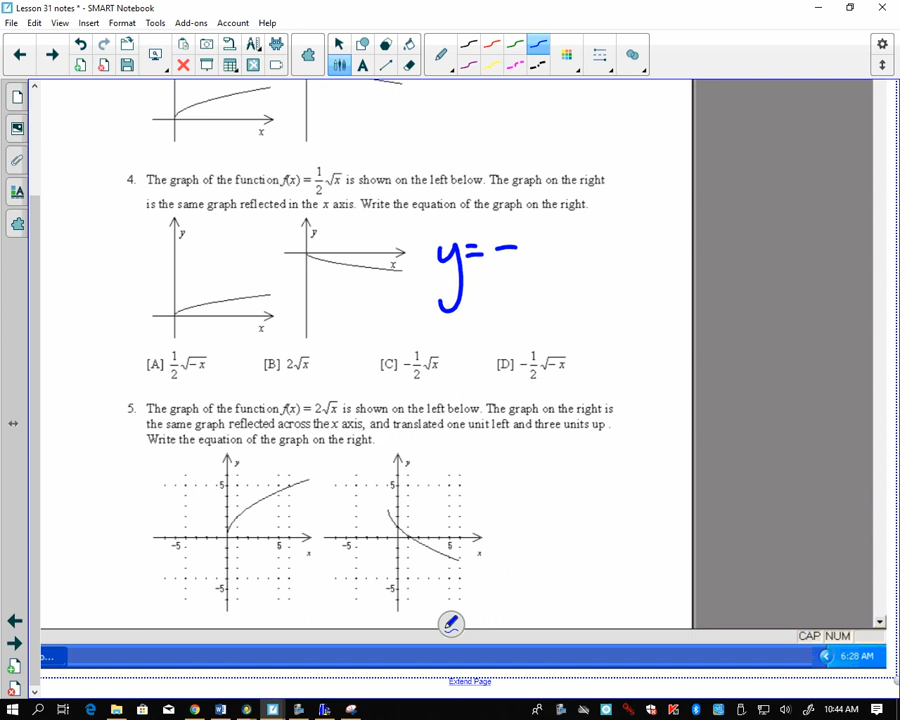 Lesson 31 notes * - SMART Notebook
File Edit View Insert Format Tools Add-ons Account Help
x
4. The graph of the function f(x) = 1/2 √x is shown on the left below. The graph on the right
is the same graph reflected in the x axis. Write the equation of the graph on the right.
y y
x
x
y = -
[A] 1/2 √-x [B] 2√x [C] -1/2 √x [D] -1/2 √-x
5. The graph of the function f(x) = 2√x is shown on the left below. The graph on the right is
the same graph reflected across the x axis, and translated one unit left and three units up .
Write the equation of the graph on the right.
y y
5 5
-5 5 x -5 5 x
-5 -5
CAP NUM
o... 6:28 AM
Extend Page
10:44 AM